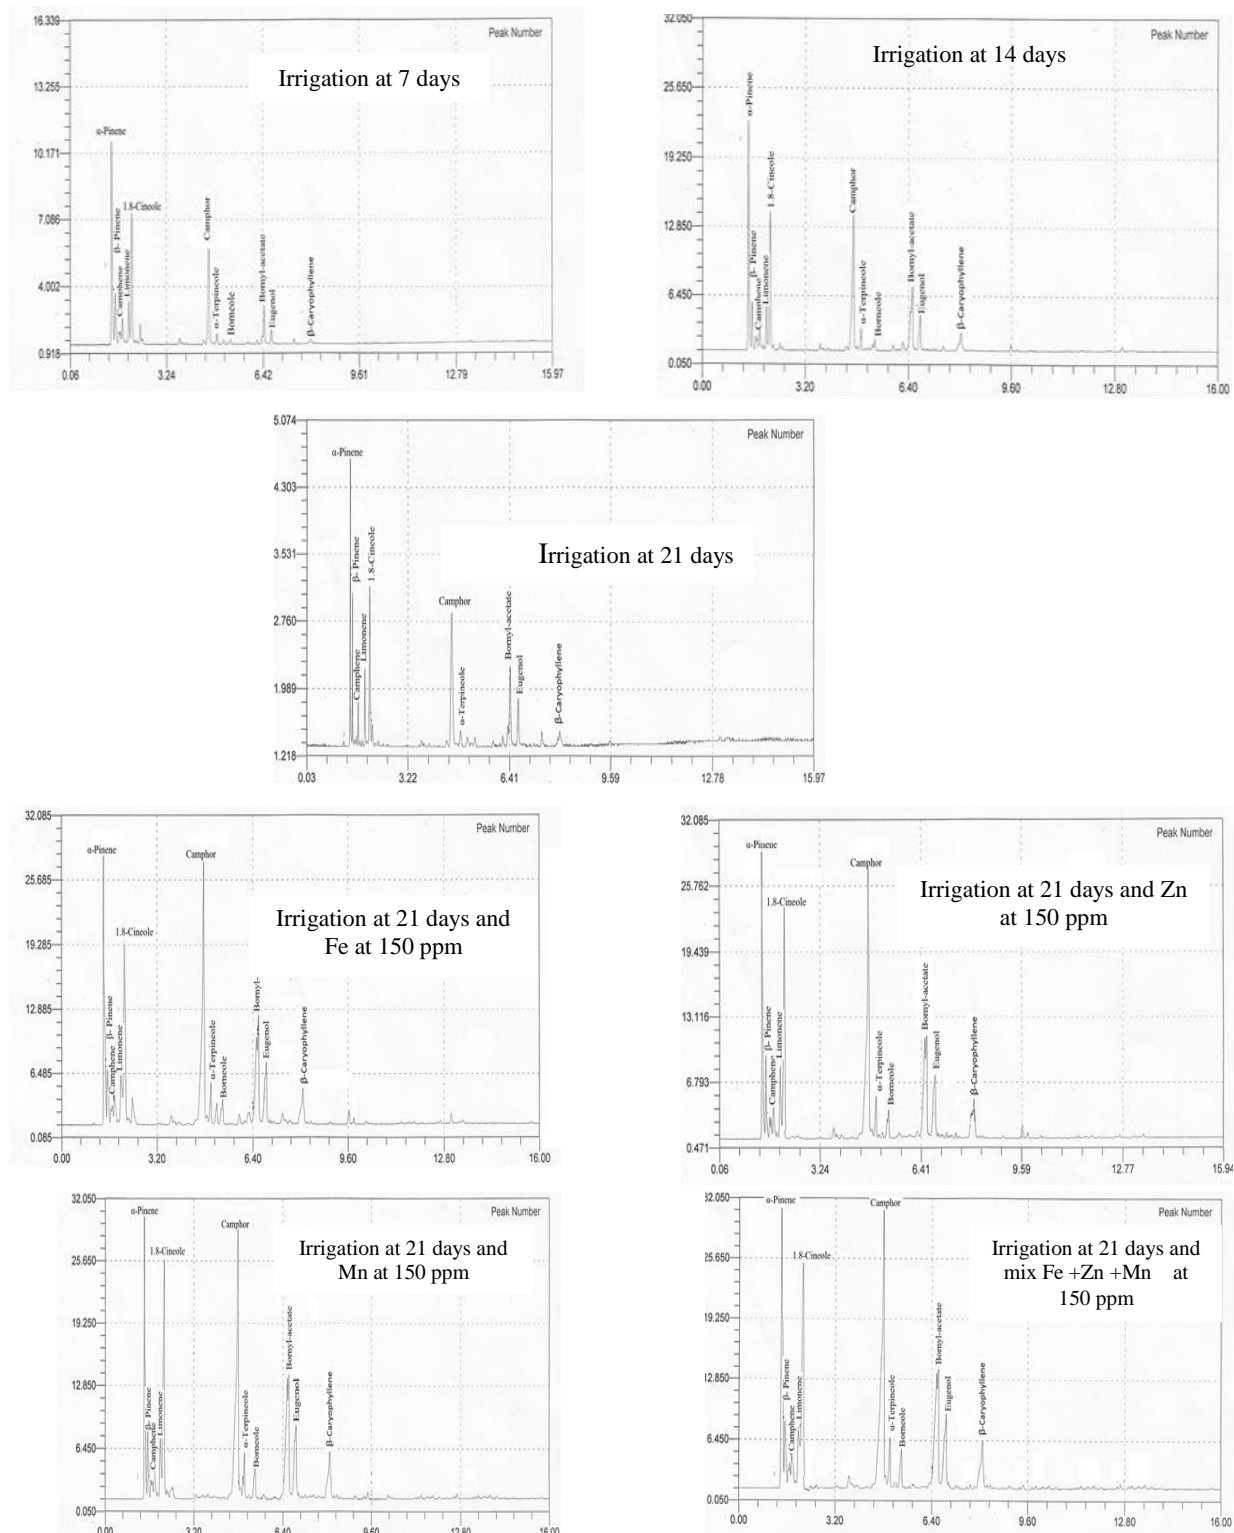 16.339
Peak Number
Irrigation at 7 days
13.255
α-Pinene
10.171
1.8-Cineole
7.086
β- Pinene
Camphene
Limonene
Camphor
α-Terpincole
Borneole
Bornyl-acetate
Eugenol
β-Caryophyllene
4.002
0.918
0.06 3.24 6.42 9.61 12.79 15.97
32.050
Peak Number
Irrigation at 14 days
25.650
α-Pinene
19.250
1.8-Cineole
Camphor
12.850
β- Pinene
Camphene
Limonene
α-Terpincole
Borneole
Bornyl-acetate
Eugenol
β-Caryophyllene
6.450
0.050
0.00 3.20 6.40 9.60 12.80 16.00
5.074
Peak Number
α-Pinene
4.303
Irrigation at 21 days
3.531
β- Pinene
1.8-Cineole
Camphor
2.760
Camphene
Limonene
α-Terpincole
Bornyl-acetate
Eugenol
β-Caryophyllene
1.989
1.218
0.03 3.22 6.41 9.59 12.78 15.97
32.085
Peak Number
α-Pinene
Camphor
25.685
Irrigation at 21 days and
Fe at 150 ppm
1.8-Cineole
19.285
Bornyl-
12.885
β- Pinene
Camphene
Limonene
α-Terpincole
Borneole
Eugenol
β-Caryophyllene
6.485
0.085
0.00 3.20 6.40 9.60 12.80 16.00
32.085
Peak Number
α-Pinene
Camphor
25.762
Irrigation at 21 days and Zn
at 150 ppm
1.8-Cineole
19.439
13.116
β- Pinene
Camphene
Limonene
α-Terpincole
Borneole
Bornyl-acetate
Eugenol
β-Caryophyllene
6.793
0.471
0.06 3.24 6.41 9.59 12.77 15.94
32.050
Peak Number
α-Pinene
Camphor
1.8-Cineole
Irrigation at 21 days and
Mn at 150 ppm
25.650
19.250
12.850
β- Pinene
Camphene
Limonene
α-Terpincole
Borneole
Bornyl-acetate
Eugenol
β-Caryophyllene
6.450
0.050
0.00 3.20 6.40 9.60 12.80 16.00
32.050
Peak Number
α-Pinene
Camphor
1.8-Cineole
Irrigation at 21 days and
mix Fe +Zn +Mn at
150 ppm
25.650
19.250
12.850
β- Pinene
Camphene
Limonene
α-Terpincole
Borneole
Bornyl-acetate
Eugenol
β-Caryophyllene
6.450
0.050
0.00 3.20 6.40 9.60 12.80 16.00